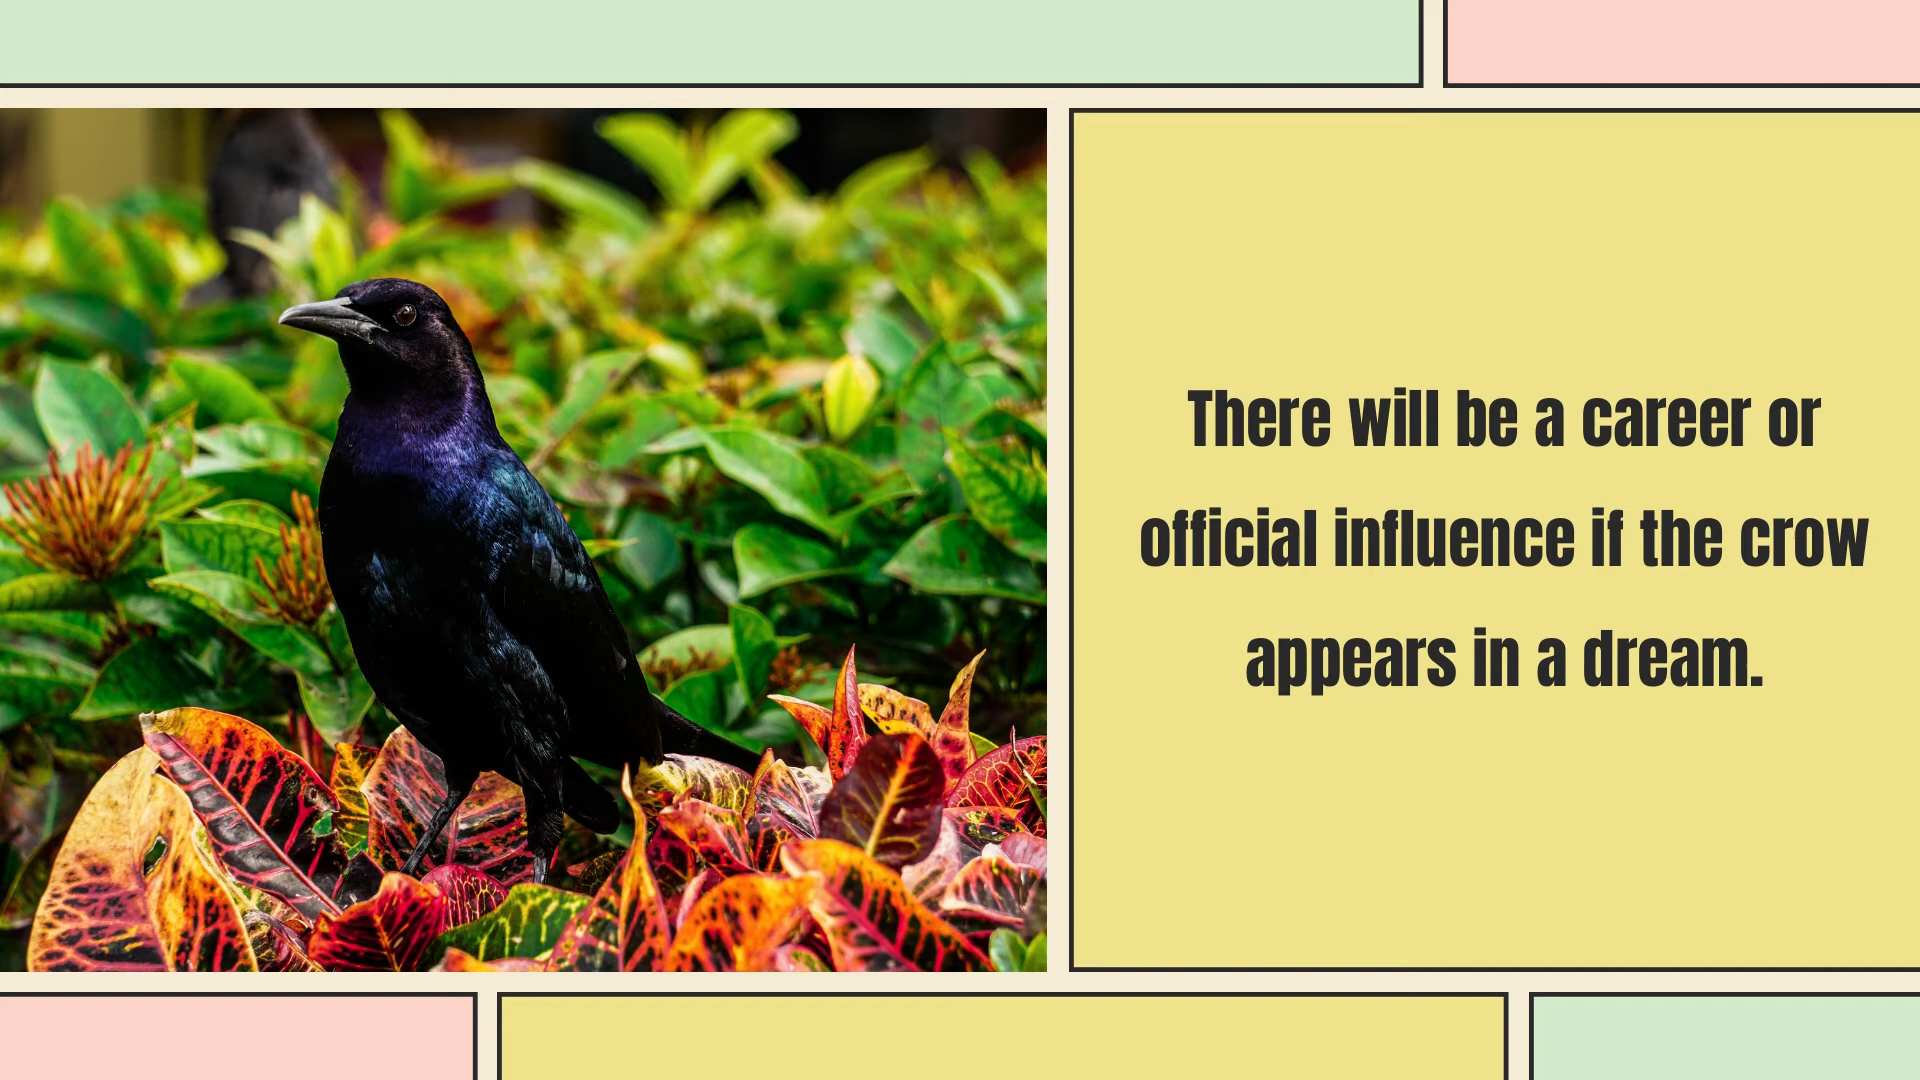 There will be a career or
official influence if the crow
appears in a dream.